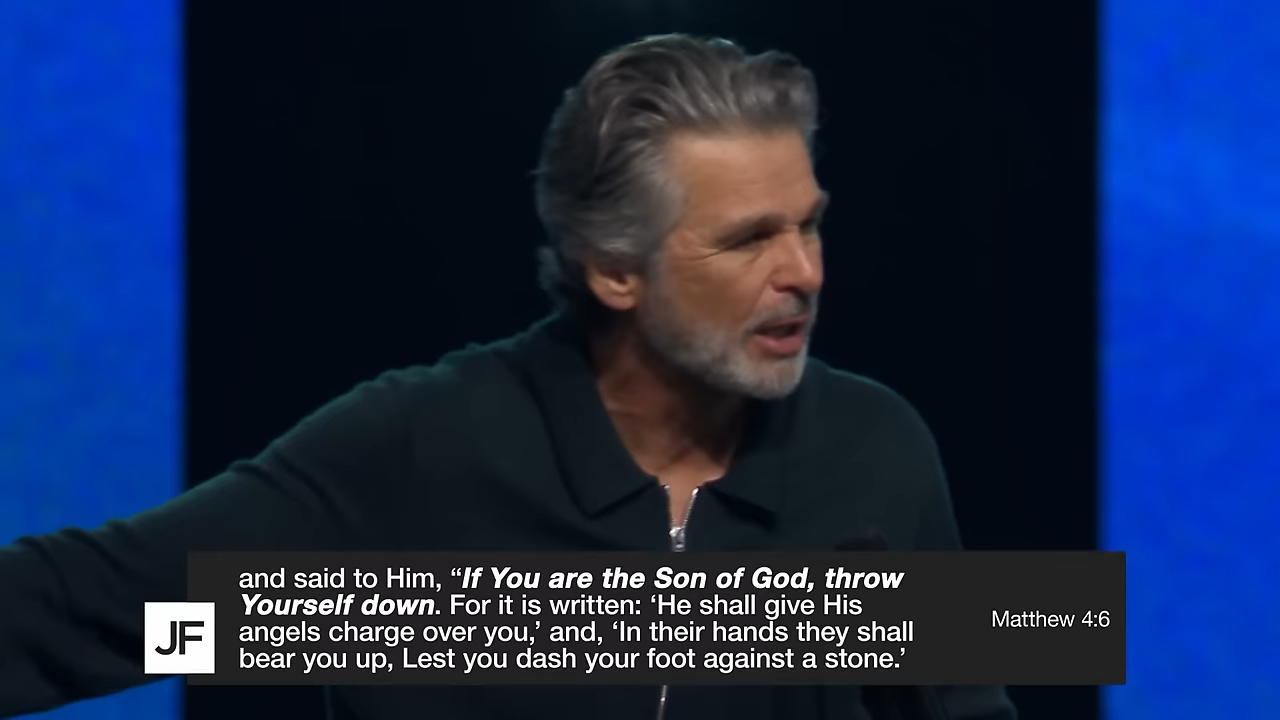 and said to Him, “If You are the Son of God, throw
Yourself down. For it is written: ‘He shall give His
angels charge over you,’ and, ‘In their hands they shall
bear you up, Lest you dash your foot against a stone.’
Matthew 4:6
JF